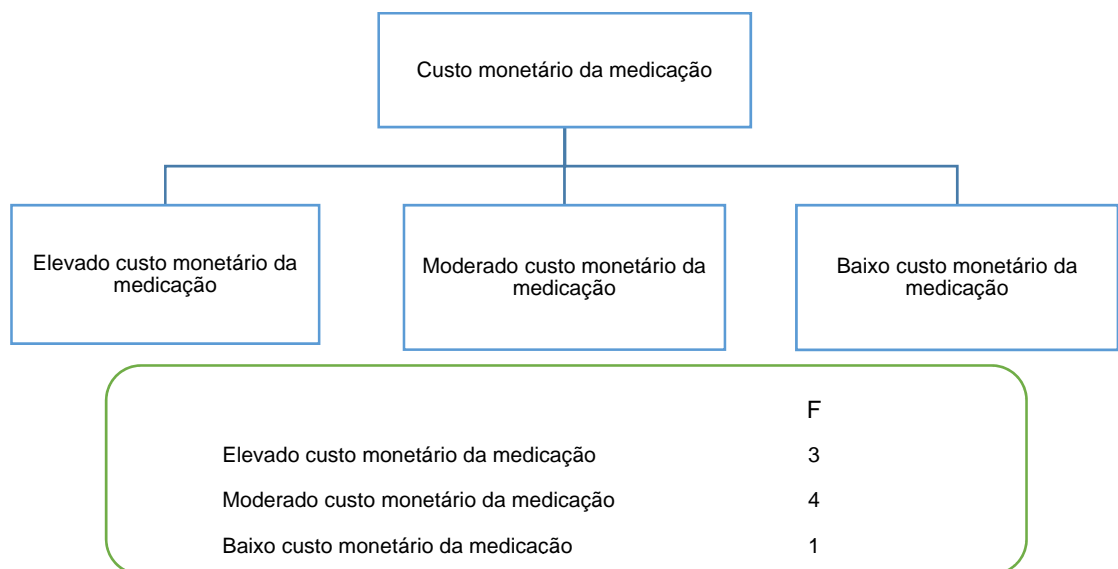 Custo monetário da medicação
Elevado custo monetário da
medicação
Moderado custo monetário da
medicação
Baixo custo monetário da
medicação
F
Elevado custo monetário da medicação 3
Moderado custo monetário da medicação 4
Baixo custo monetário da medicação 1